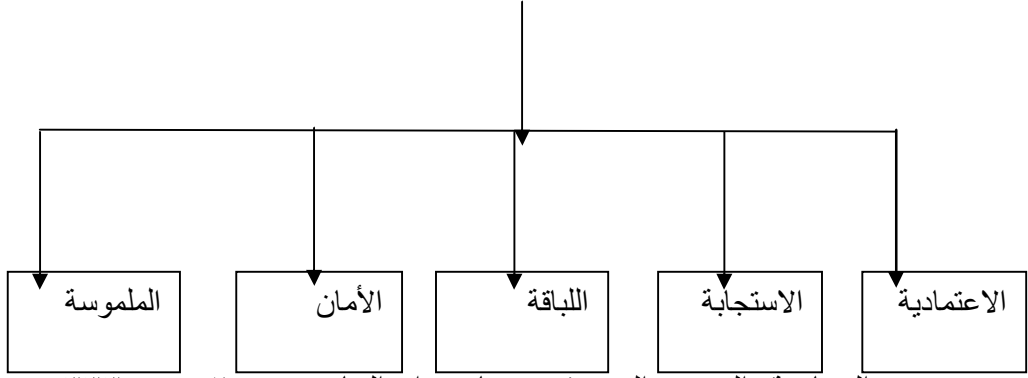 الاعتمادية
الاستجابة
اللباقة
الأمان
الملموسة